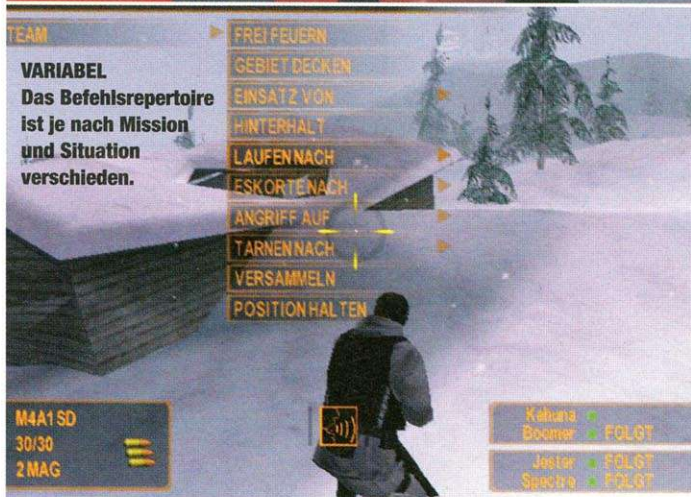 TEAM
FREI FEUERN
GEBIET DECKEN
EINSATZ VON
HINTERHALT
LAUFEN NACH
ESKORTE NACH
ANGRIFF AUF
TARNEN NACH
VERSAMMELN
POSITION HALTEN
VARIABEL
Das Befehlsrepertoire
ist je nach Mission
und Situation
verschieden.
M4A1 SD
30/30
2 MAG
Kahuna
Boomer FOLGT
Jester FOLGT
Spectre FOLGT